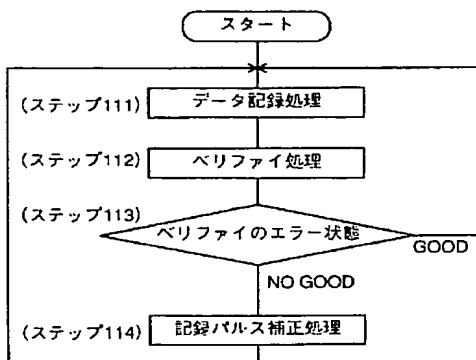 スタート
(ステップ111)
データ記録処理
(ステップ112)
ベリファイ処理
(ステップ113)
ベリファイのエラー状態
GOOD
NO GOOD
(ステップ114)
記録パルス補正処理